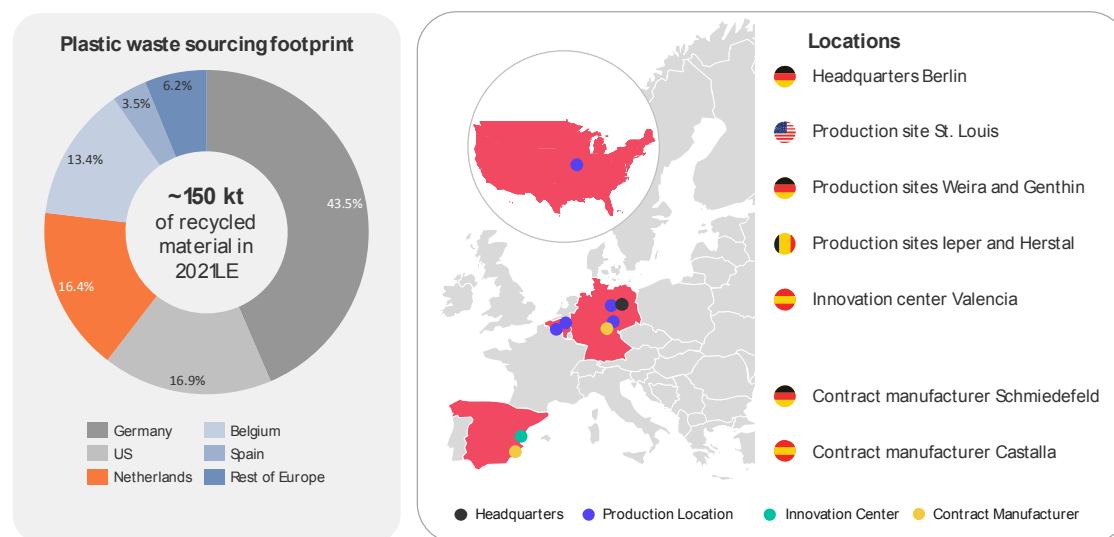 Plastic waste sourcing footprint
6.2%
3.5%
13.4%
43.5%
16.4%
16.9%
~150 kt
of recycled
material in
2021LE
Germany
Belgium
US
Spain
Netherlands
Rest of Europe
Locations
Headquarters Berlin
Production site St. Louis
Production sites Weira and Genthin
Production sites Ieper and Herstal
Innovation center Valencia
Contract manufacturer Schmiedefeld
Contract manufacturer Castalla
Headquarters
Production Location
Innovation Center
Contract Manufacturer